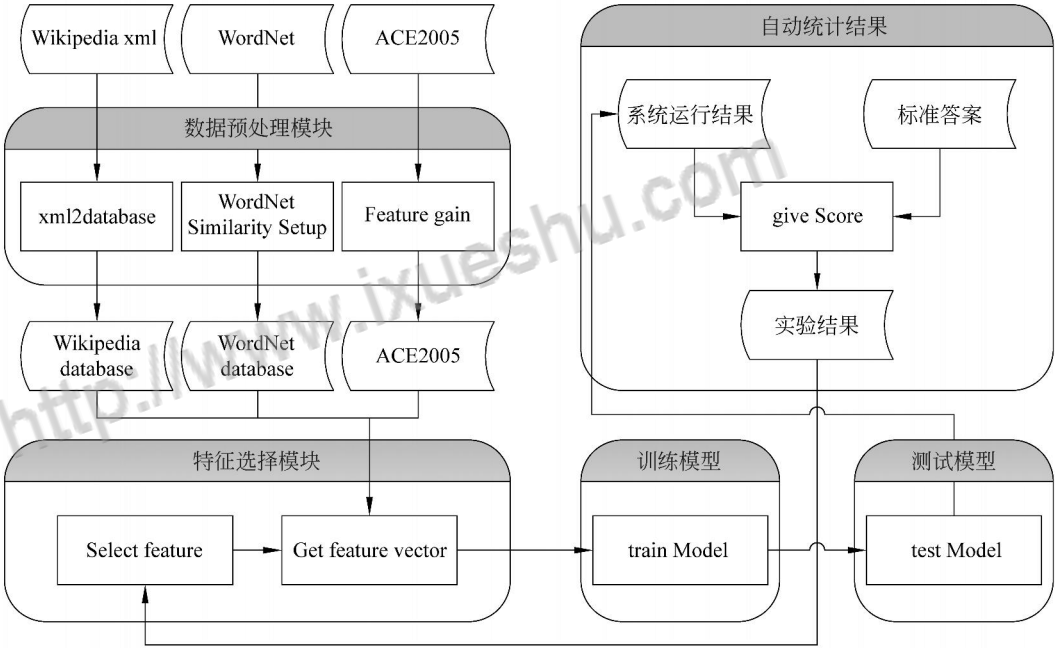 Wikipedia xml
WordNet
ACE2005
数据预处理模块
xml2database
WordNet
Similarity Setup
Feature gain
Wikipedia
database
WordNet
database
ACE2005
自动统计结果
系统运行结果
标准答案
give Score
实验结果
特征选择模块
Select feature
Get feature vector
训练模型
train Model
测试模型
test Model
http://www.ixueshu.com